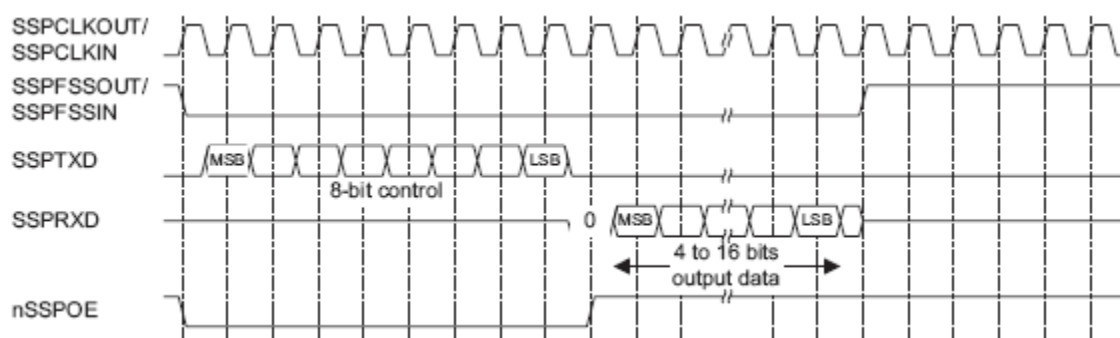 SSPCLKOUT/
SSPCLKIN
SSPFSSOUT/
SSPFSSIN
SSPTXD
MSB
LSB
8-bit control
SSPRXD
0
MSB
LSB
4 to 16 bits
output data
nSSPOE